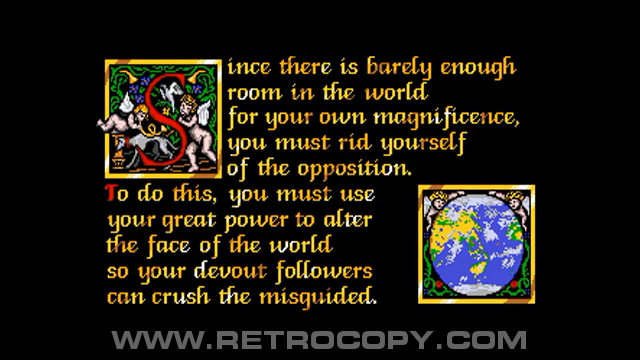 Since there is barely enough
room in the world
for your own magnificence,
you must rid yourself
of the opposition.
To do this, you must use
your great power to alter
the face of the world
so your devout followers
can crush the misguided.
WWW.RETROCOPY.COM